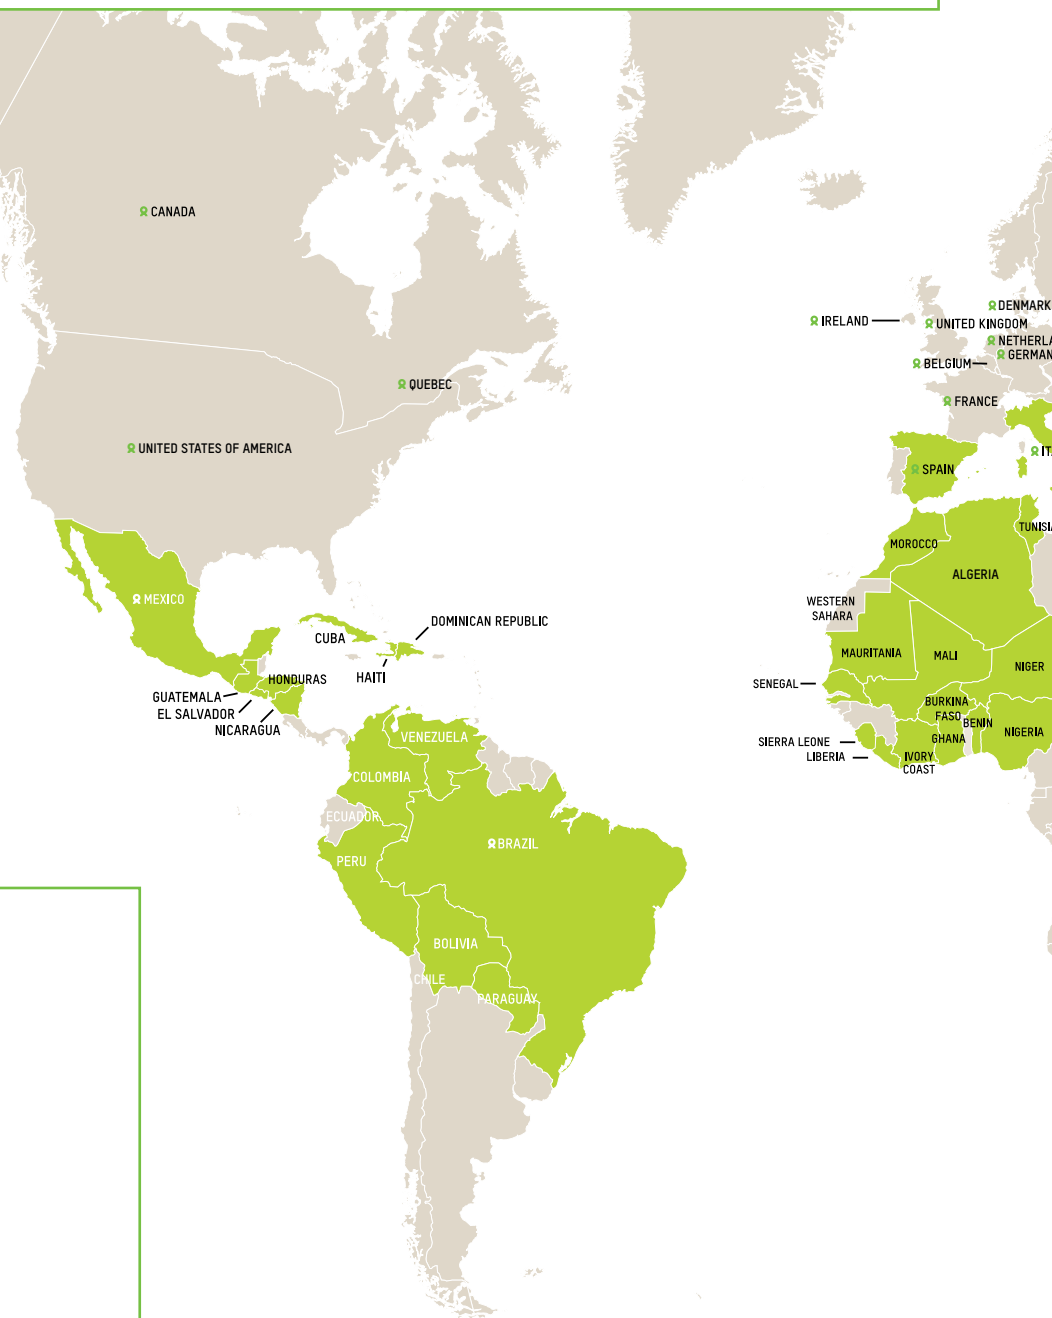 CANADA
DENMARK
IRELAND
UNITED KINGDOM
NETHERLA
GERMAN
BELGIUM
QUEBEC
FRANCE
UNITED STATES OF AMERICA
IT
SPAIN
TUNISI
MOROCCO
ALGERIA
MEXICO
WESTERN
SAHARA
DOMINICAN REPUBLIC
CUBA
MAURITANIA
MALI
NIGER
HAITI
HONDURAS
SENEGAL
GUATEMALA
EL SALVADOR
NICARAGUA
BURKINA
FASO
BENIN
NIGERIA
VENEZUELA
GHANA
SIERRA LEONE
LIBERIA
IVORY
COAST
COLOMBIA
ECUADOR
BRAZIL
PERU
BOLIVIA
CHILE
PARAGUAY